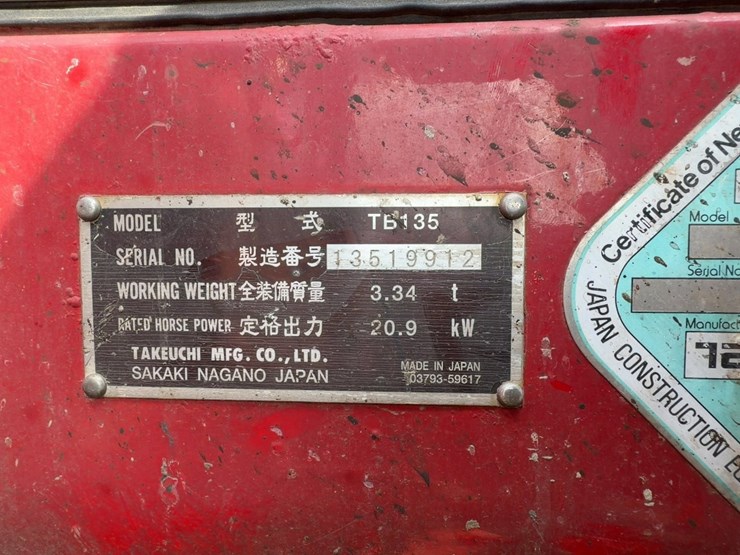 MODEL 型 式 TB135
SERIAL NO. 製造番号 13519912
WORKING WEIGHT 全装備質量 3.34 t
RATED HORSE POWER 定格出力 20.9 kW
TAKEUCHI MFG. CO., LTD.
SAKAKI NAGANO JAPAN
MADE IN JAPAN
03793-59617
Certificate of
Model
Serial No
JAPAN CONSTRUCTION